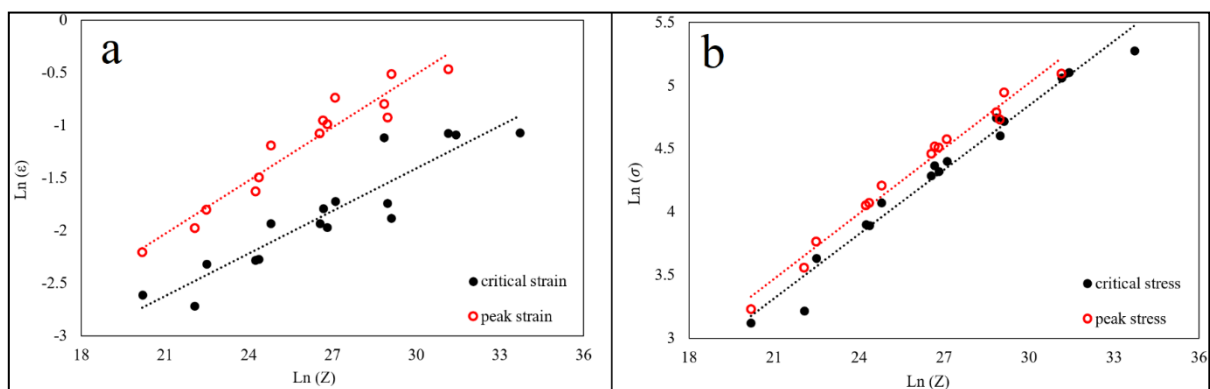 a
0
-0.5
-1
-1.5
-2
-2.5
-3
Ln (ε)
18 21 24 27 30 33 36
Ln (Z)
critical strain
peak strain
b
5.5
5
4.5
4
3.5
3
Ln (σ)
18 21 24 27 30 33 36
Ln (Z)
critical stress
peak stress